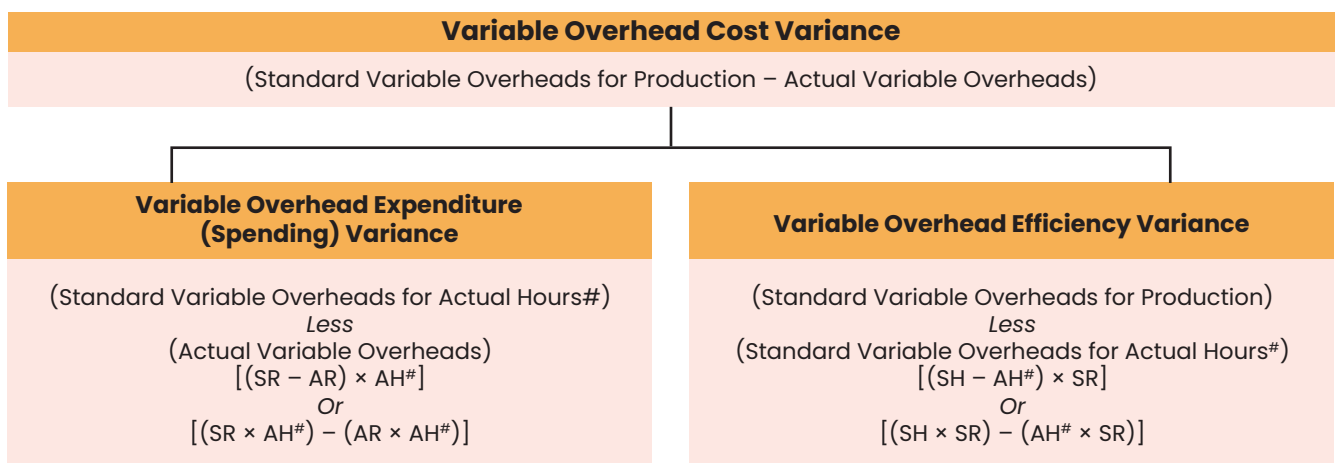 Variable Overhead Cost Variance
(Standard Variable Overheads for Production – Actual Variable Overheads)
Variable Overhead Expenditure
(Spending) Variance
(Standard Variable Overheads for Actual Hours#)
Less
(Actual Variable Overheads)
[(SR – AR) × AH#]
Or
[(SR × AH#) – (AR × AH#)]
Variable Overhead Efficiency Variance
(Standard Variable Overheads for Production)
Less
(Standard Variable Overheads for Actual Hours#)
[(SH – AH#) × SR]
Or
[(SH × SR) – (AH# × SR)]